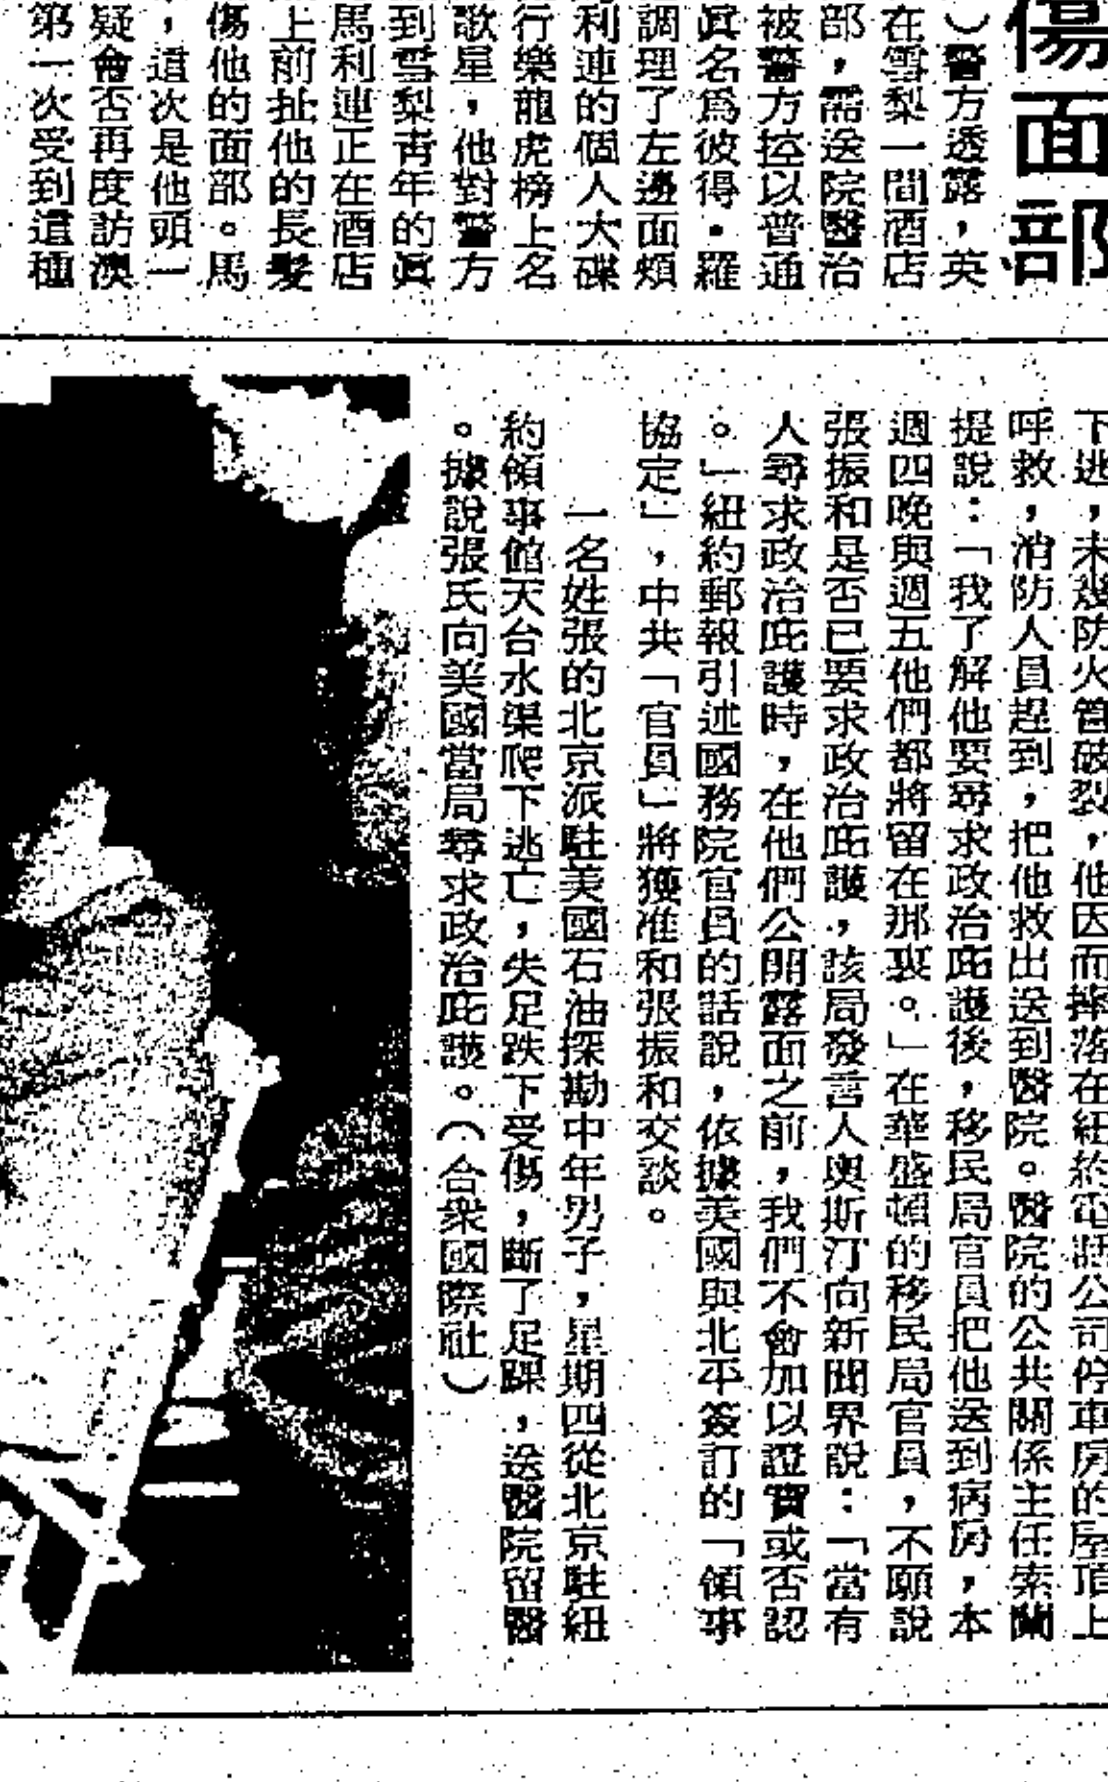 傷面部
）警方透露，英
在雪梨一間酒店
部，需送院醫治
被警方控以普通
眞名爲彼得・羅
調理了左邊面頰
利連的個人大碟
行樂龍虎榜上名
歌星，他對警方
到雪梨青年的眞
馬利連正在酒店
上前扯他的長髮
傷他的面部。馬
，這次是他頭一
疑會否再度訪澳
第一次受到這種
下逃，未幾防火管破裂，他因而摔落在紐約電話公司停車房的屋頂上
呼救，消防人員趕到，把他救出送到醫院。醫院的公共關係主任索蘭
提說：「我了解他要尋求政治庇護後，移民局官員把他送到病房，本
週四晚與週五他們都將留在那裏。」在華盛頓的移民局官員，不願說
張振和是否已要求政治庇護，該局發言人奧斯汀向新聞界說：「當有
人尋求政治庇護時，在他們公開露面之前，我們不會加以證實或否認
。」紐約郵報引述國務院官員的話說，依據美國與北平簽訂的「領事
協定」，中共「官員」將獲准和張振和交談。
一名姓張的北京派駐美國石油探勘中年男子，星期四從北京駐紐
約領事館天台水渠爬下逃亡，失足跌下受傷，斷了足踝，送醫院留醫
。據說張氏向美國當局尋求政治庇護。（合衆國際社）